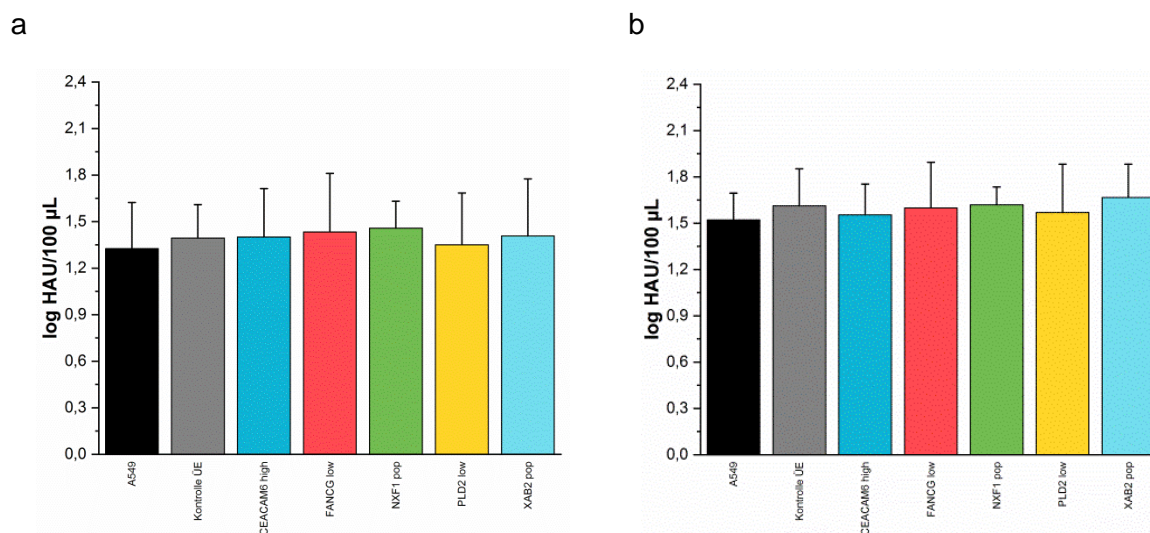 a
log HAU/100 µL
2,4
2,1
1,8
1,5
1,2
0,9
0,6
0,3
0,0
A549
Kontrolle ÜE
CEACAM6 high
FANCG low
NXF1 pop
PLD2 low
XAB2 pop
b
log HAU/100 µL
2,4
2,1
1,8
1,5
1,2
0,9
0,6
0,3
0,0
A549
Kontrolle ÜE
CEACAM6 high
FANCG low
NXF1 pop
PLD2 low
XAB2 pop